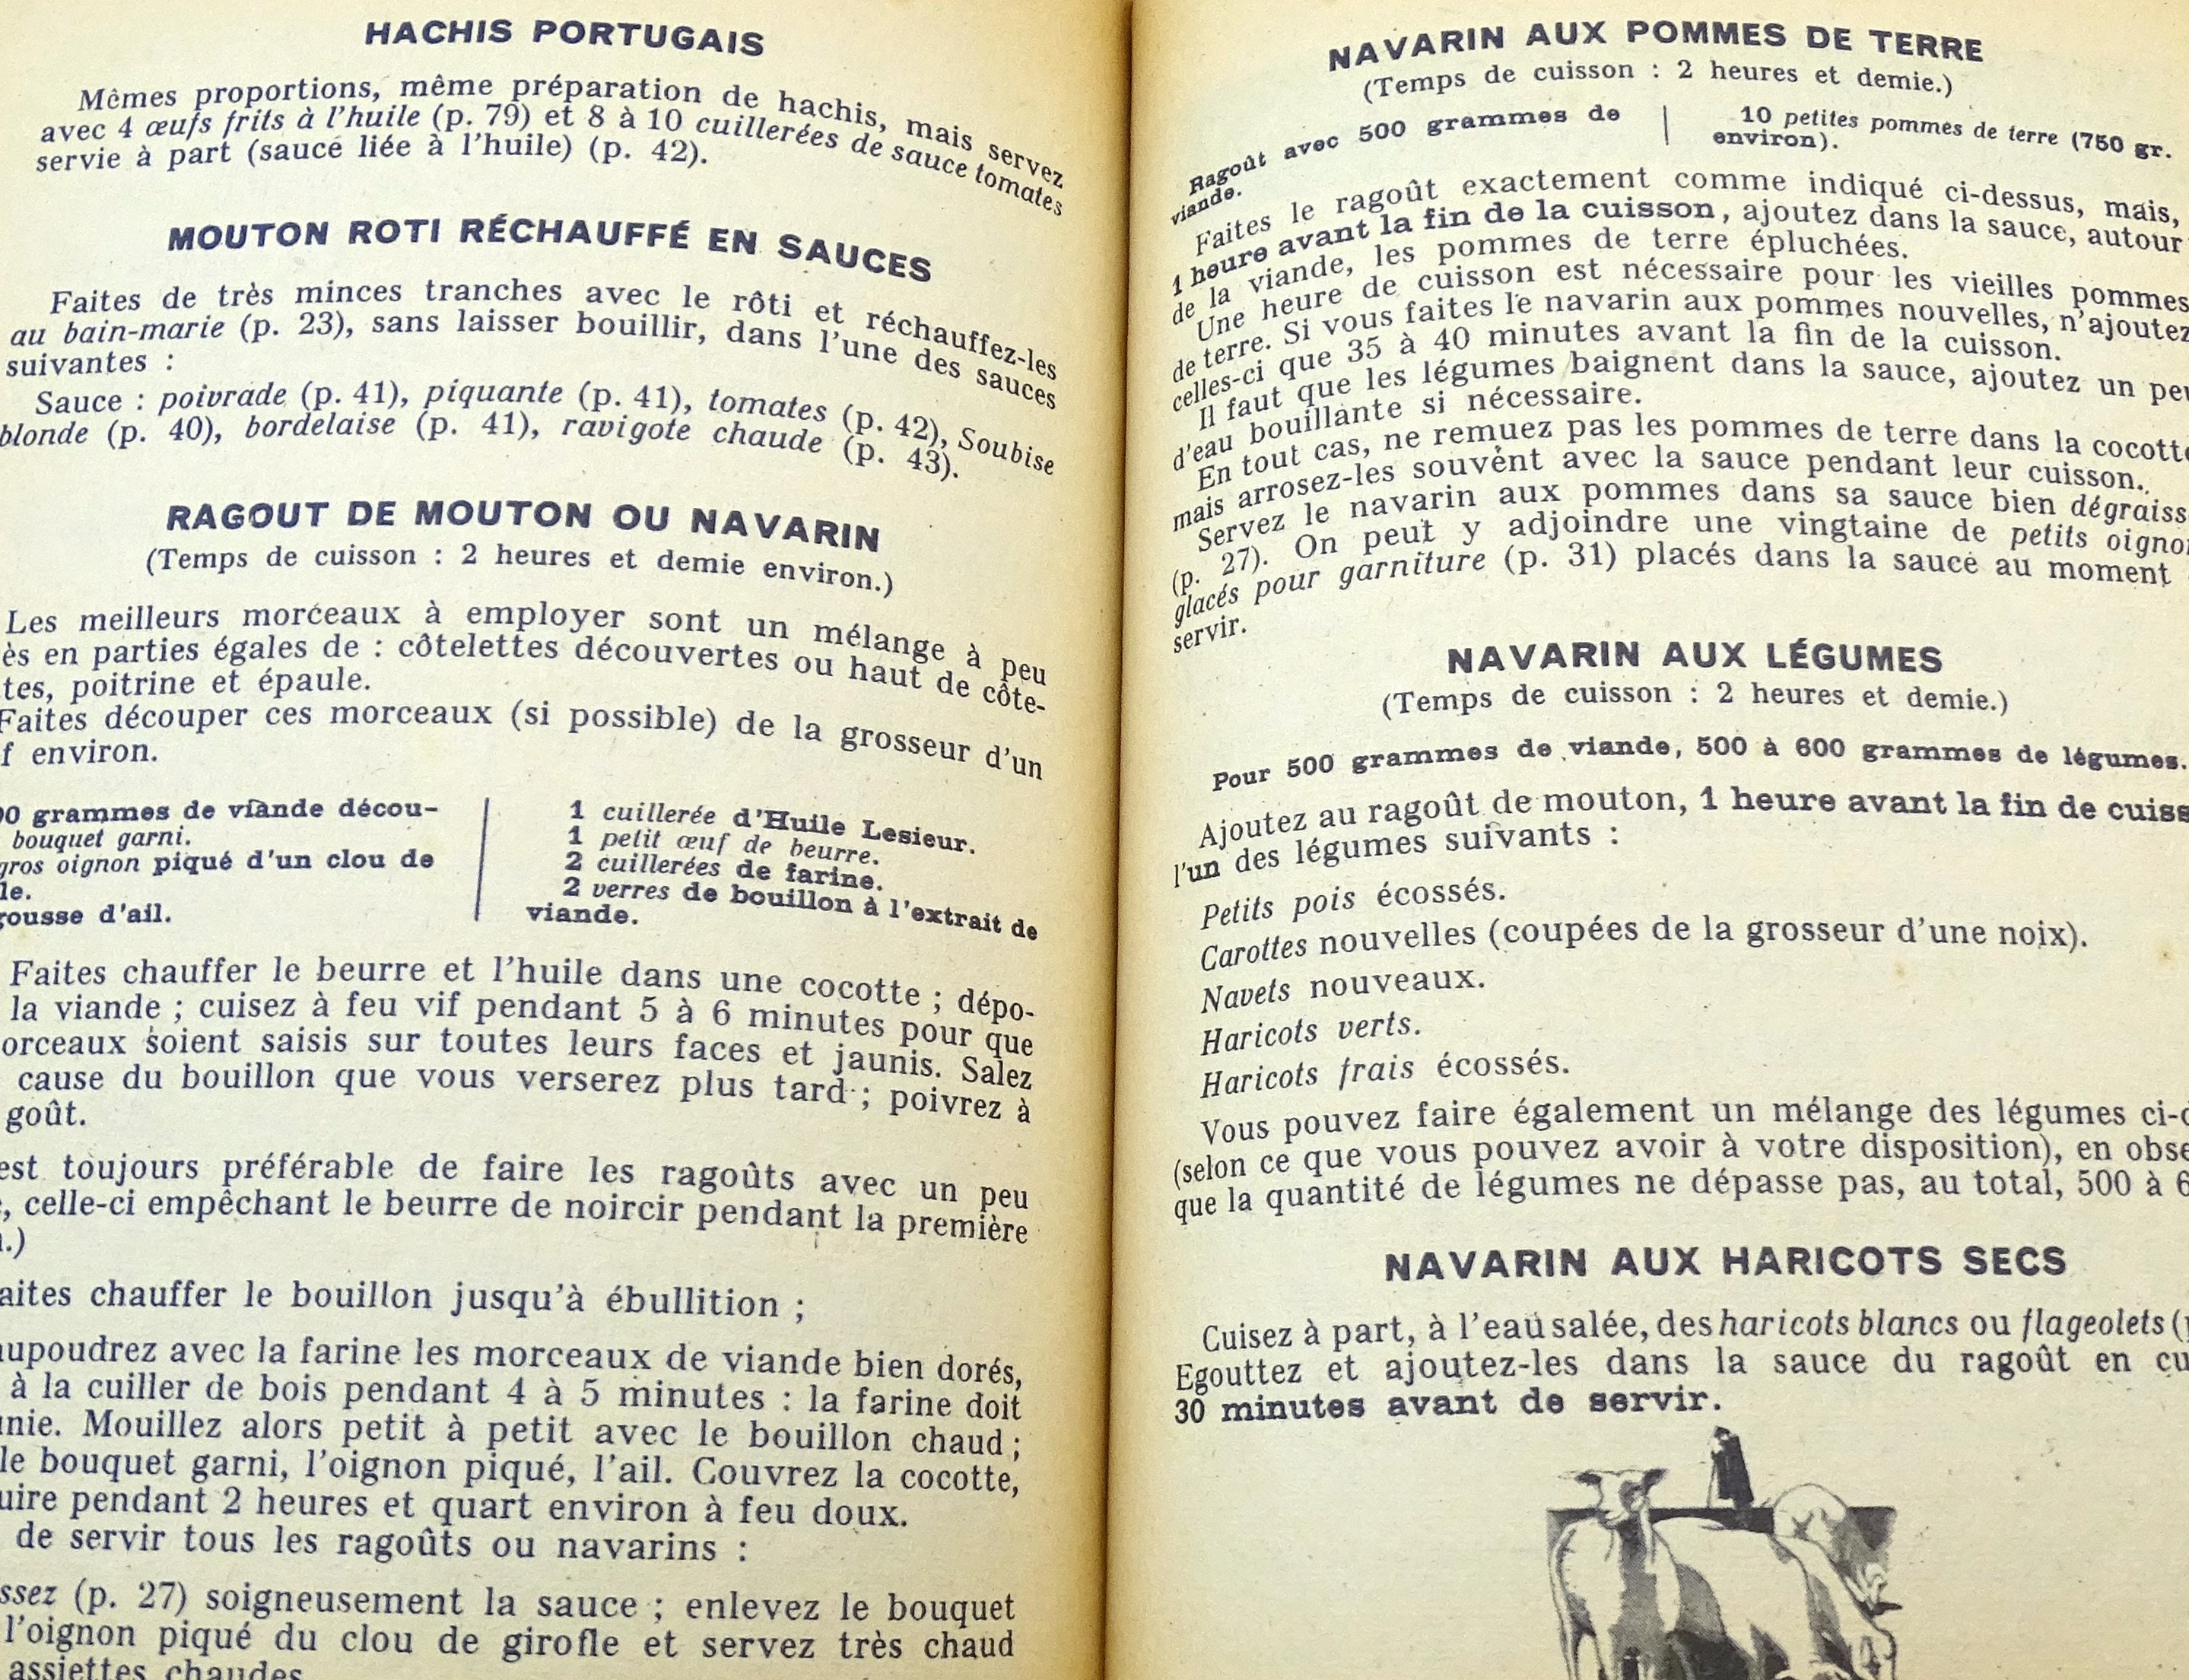 HACHIS PORTUGAIS
Mêmes proportions, même préparation de hachis, mais servez
avec 4 œufs frits à l'huile (p. 79) et 8 à 10 cuillerées de sauce tomates
servie à part (sauce liée à l'huile) (p. 42).
MOUTON ROTI RÉCHAUFFÉ EN SAUCES
Faites de très minces tranches avec le rôti et réchauffez-les
au bain-marie (p. 23), sans laisser bouillir, dans l'une des sauces
suivantes :
Sauce : poivrade (p. 41), piquante (p. 41), tomates (p. 42), Soubise
blonde (p. 40), bordelaise (p. 41), ravigote chaude (p. 43).
RAGOUT DE MOUTON OU NAVARIN
(Temps de cuisson : 2 heures et demie environ.)
Les meilleurs morceaux à employer sont un mélange à peu
ès en parties égales de : côtelettes découvertes ou haut de côte-
tes, poitrine et épaule.
Faites découper ces morceaux (si possible) de la grosseur d'un
f environ.
00 grammes de viande décou-
bouquet garni.
gros oignon piqué d'un clou de
le.
gousse d'ail.
1 cuillerée d'Huile Lesieur.
1 petit œuf de beurre.
2 cuillerées de farine.
2 verres de bouillon à l'extrait de
viande.
Faites chauffer le beurre et l'huile dans une cocotte ; dépo-
la viande ; cuisez à feu vif pendant 5 à 6 minutes pour que
orceaux soient saisis sur toutes leurs faces et jaunis. Salez
cause du bouillon que vous verserez plus tard ; poivrez à
goût.
est toujours préférable de faire les ragoûts avec un peu
, celle-ci empêchant le beurre de noircir pendant la première
.)
aites chauffer le bouillon jusqu'à ébullition ;
aupoudrez avec la farine les morceaux de viande bien dorés,
à la cuiller de bois pendant 4 à 5 minutes : la farine doit
unie. Mouillez alors petit à petit avec le bouillon chaud ;
le bouquet garni, l'oignon piqué, l'ail. Couvrez la cocotte,
uire pendant 2 heures et quart environ à feu doux.
de servir tous les ragoûts ou navarins :
ssez (p. 27) soigneusement la sauce ; enlevez le bouquet
l'oignon piqué du clou de girofle et servez très chaud
assiettes chaudes.
NAVARIN AUX POMMES DE TERRE
(Temps de cuisson : 2 heures et demie.)
Ragoût avec 500 grammes de
viande.
10 petites pommes de terre (750 gr.
environ).
Faites le ragoût exactement comme indiqué ci-dessus, mais,
1 heure avant la fin de la cuisson, ajoutez dans la sauce, autour
de la viande, les pommes de terre épluchées.
Une heure de cuisson est nécessaire pour les vieilles pommes
de terre. Si vous faites le navarin aux pommes nouvelles, n'ajoutez
celles-ci que 35 à 40 minutes avant la fin de la cuisson.
Il faut que les légumes baignent dans la sauce, ajoutez un peu
d'eau bouillante si nécessaire.
En tout cas, ne remuez pas les pommes de terre dans la cocotte
mais arrosez-les souvent avec la sauce pendant leur cuisson.
Servez le navarin aux pommes dans sa sauce bien dégraiss
(p. 27). On peut y adjoindre une vingtaine de petits oigno
glacés pour garniture (p. 31) placés dans la sauce au moment
servir.
NAVARIN AUX LÉGUMES
(Temps de cuisson : 2 heures et demie.)
Pour 500 grammes de viande, 500 à 600 grammes de légumes.
Ajoutez au ragoût de mouton, 1 heure avant la fin de cuiss
l'un des légumes suivants :
Petits pois écossés.
Carottes nouvelles (coupées de la grosseur d'une noix).
Navets nouveaux.
Haricots verts.
Haricots frais écossés.
Vous pouvez faire également un mélange des légumes ci-d
(selon ce que vous pouvez avoir à votre disposition), en obse
que la quantité de légumes ne dépasse pas, au total, 500 à 6
NAVARIN AUX HARICOTS SECS
Cuisez à part, à l'eau salée, des haricots blancs ou flageolets (p
Egouttez et ajoutez-les dans la sauce du ragoût en cu
30 minutes avant de servir.